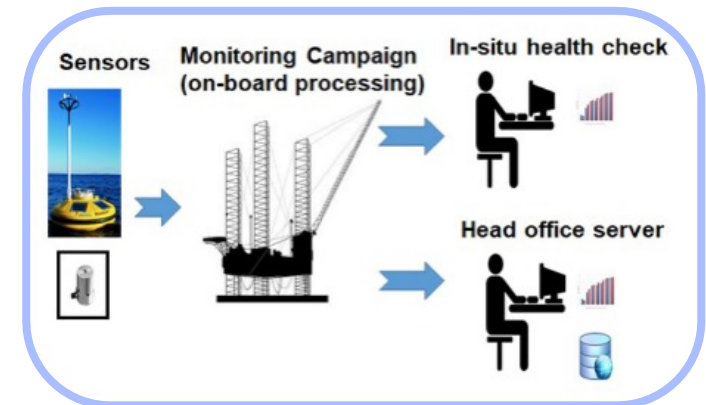 Sensors
Monitoring Campaign
(on-board processing)
In-situ health check
Head office server